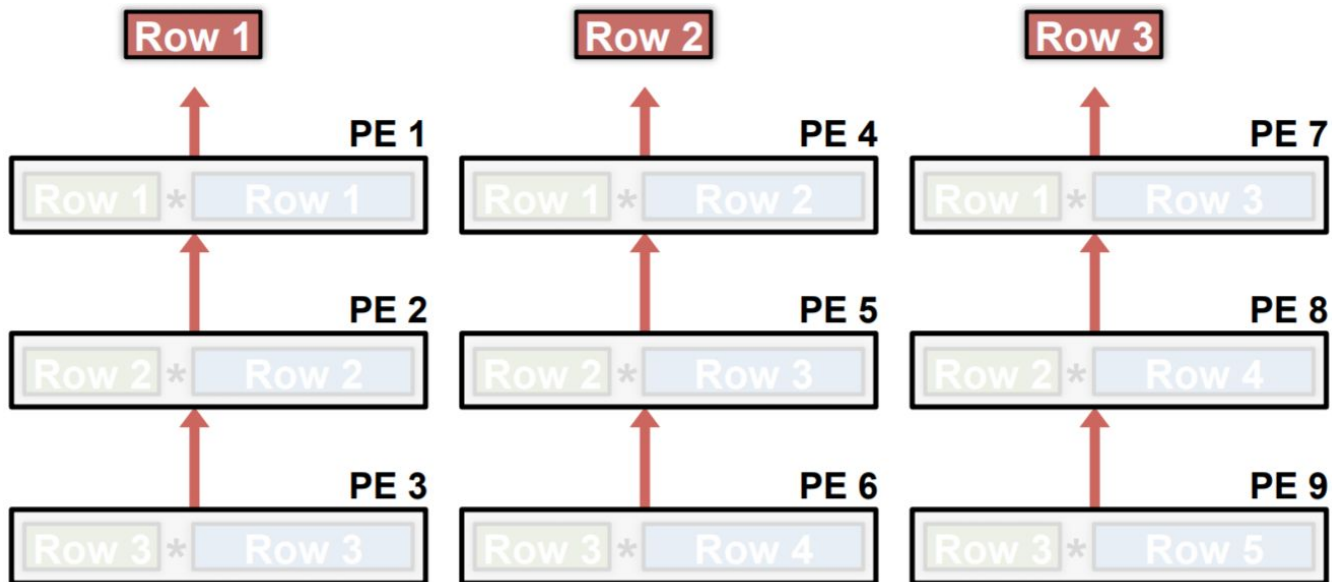 Row 1 Row 2 Row 3
PE 1 PE 4 PE 7
Row 1 * Row 1 Row 1 * Row 2 Row 1 * Row 3
PE 2 PE 5 PE 8
Row 2 * Row 2 Row 2 * Row 3 Row 2 * Row 4
PE 3 PE 6 PE 9
Row 3 * Row 3 Row 3 * Row 4 Row 3 * Row 5